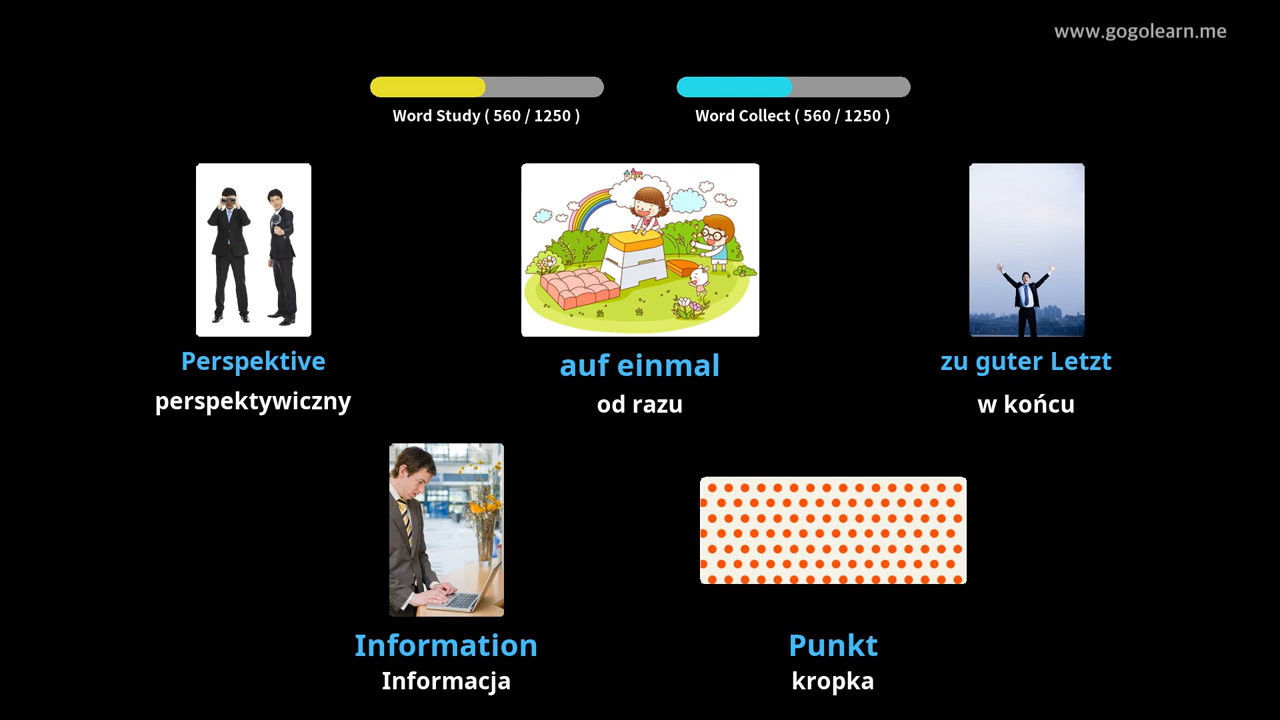 www.gogolearn.me
Word Study ( 560 / 1250 )
Word Collect ( 560 / 1250 )
Perspektive
perspektywiczny
auf einmal
od razu
zu guter Letzt
w końcu
Information
Informacja
Punkt
kropka